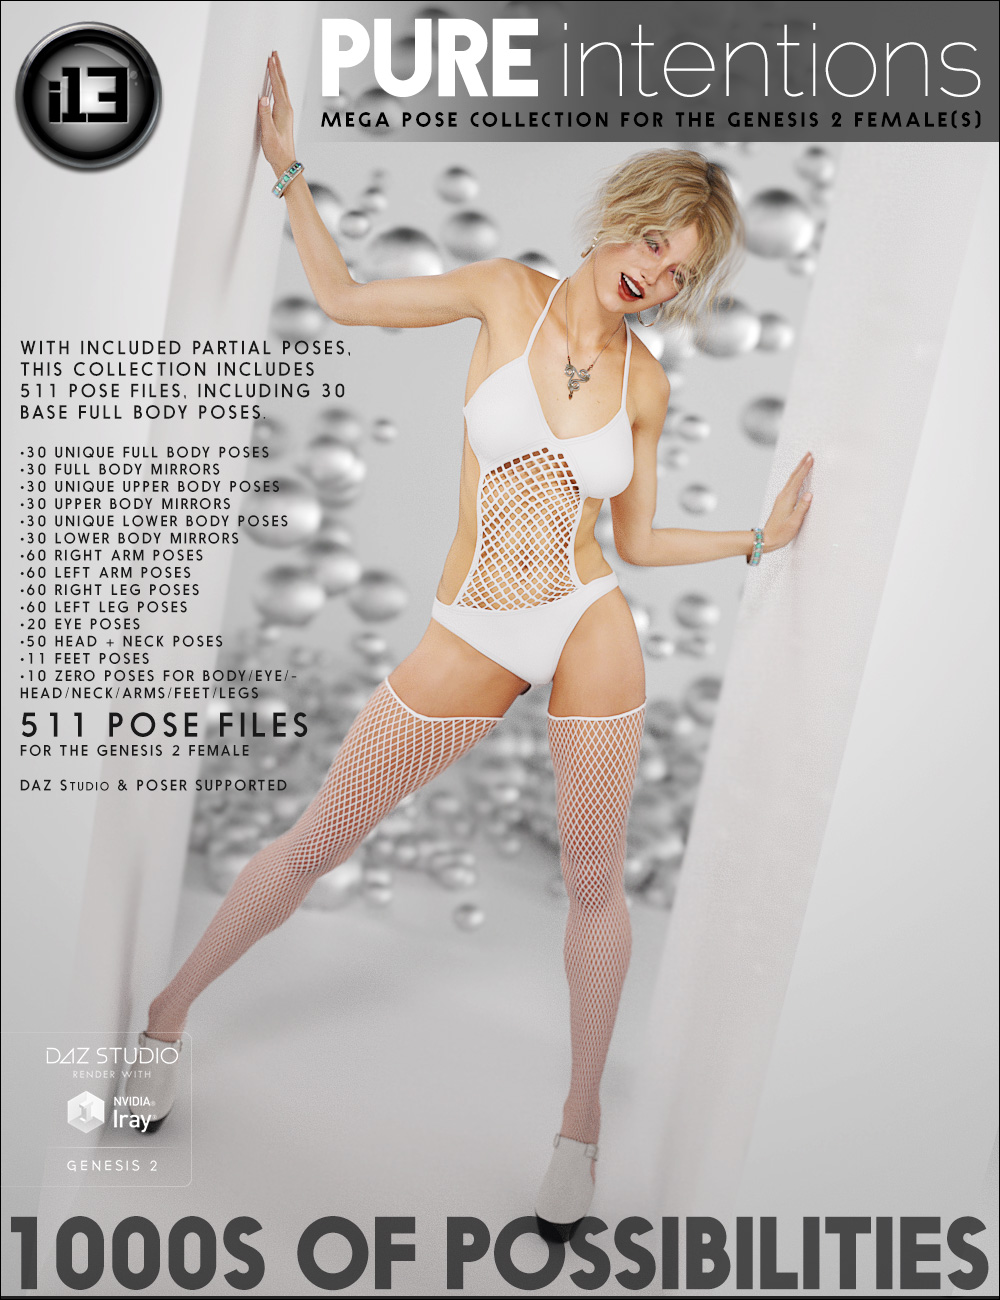 i13
PURE intentions
MEGA POSE COLLECTION FOR THE GENESIS 2 FEMALE(S)
WITH INCLUDED PARTIAL POSES,
THIS COLLECTION INCLUDES
511 POSE FILES, INCLUDING 30
BASE FULL BODY POSES.
•30 UNIQUE FULL BODY POSES
•30 FULL BODY MIRRORS
•30 UNIQUE UPPER BODY POSES
•30 UPPER BODY MIRRORS
•30 UNIQUE LOWER BODY POSES
•30 LOWER BODY MIRRORS
•60 RIGHT ARM POSES
•60 LEFT ARM POSES
•60 RIGHT LEG POSES
•60 LEFT LEG POSES
•20 EYE POSES
•50 HEAD + NECK POSES
•11 FEET POSES
•10 ZERO POSES FOR BODY/EYE/-
HEAD/NECK/ARMS/FEET/LEGS
511 POSE FILES
FOR THE GENESIS 2 FEMALE
DAZ STUDIO & POSER SUPPORTED
DAZ STUDIO
RENDER WITH
NVIDIA®
Iray®
GENESIS 2
1000S OF POSSIBILITIES